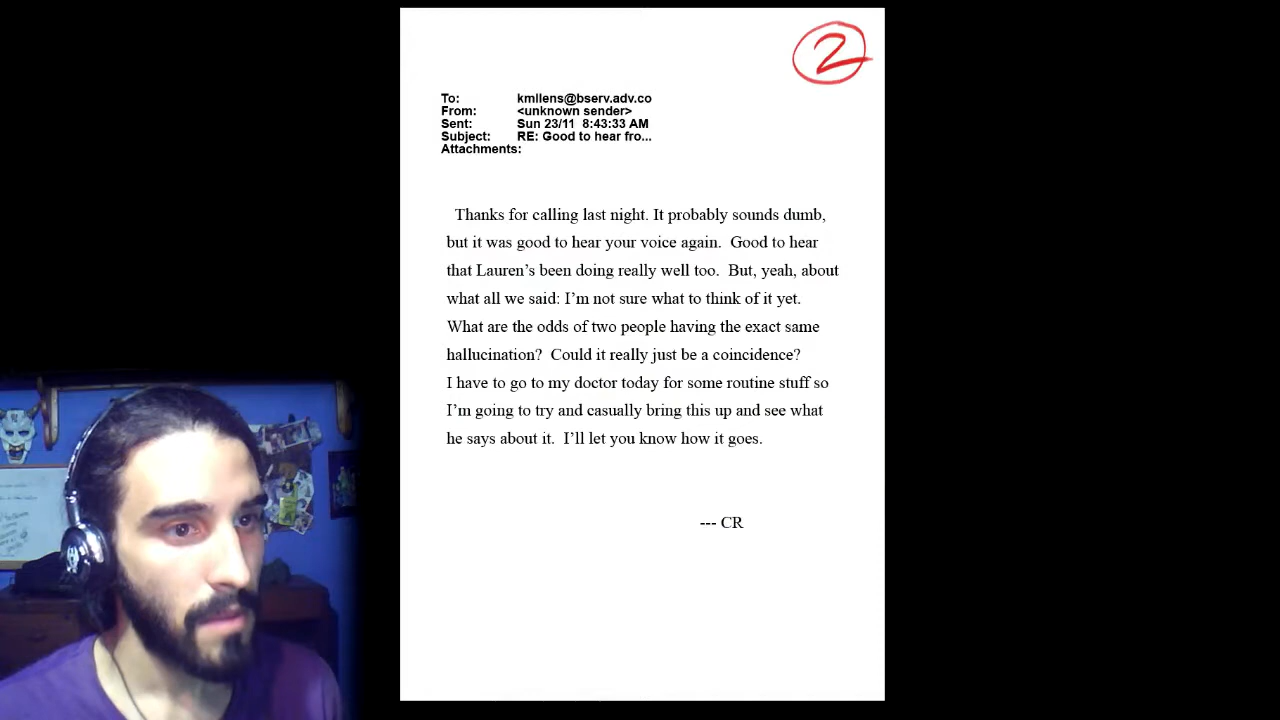 2
To: kmllens@bserv.adv.co
From: <unknown sender>
Sent: Sun 23/11 8:43:33 AM
Subject: RE: Good to hear fro...
Attachments:
Thanks for calling last night. It probably sounds dumb,
but it was good to hear your voice again.  Good to hear
that Lauren’s been doing really well too.  But, yeah, about
what all we said: I’m not sure what to think of it yet.
What are the odds of two people having the exact same
hallucination?  Could it really just be a coincidence?
I have to go to my doctor today for some routine stuff so
I’m going to try and casually bring this up and see what
he says about it.  I’ll let you know how it goes.
--- CR